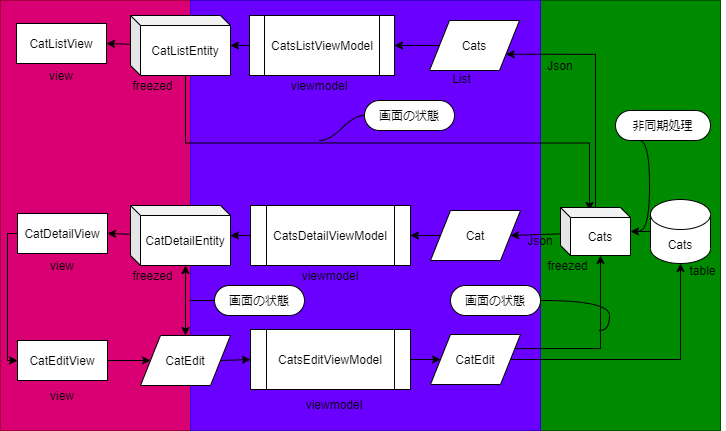 CatListView
view
CatListEntity
freezed
CatsListViewModel
viewmodel
Cats
List
Json
画面の状態
非同期処理
CatDetailView
view
CatDetailEntity
freezed
CatsDetailViewModel
viewmodel
Cat
Json
Cats
freezed
Cats
table
画面の状態
画面の状態
CatEditView
view
CatEdit
CatsEditViewModel
viewmodel
CatEdit